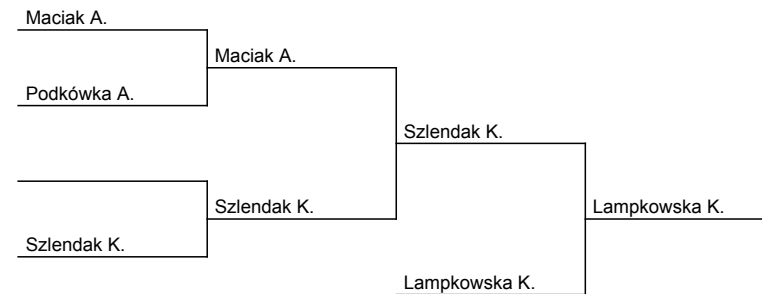 Maciak A.
Maciak A.
Podkówka A.
Szlendak K.
Szlendak K.
Lampkowska K.
Szlendak K.
Lampkowska K.